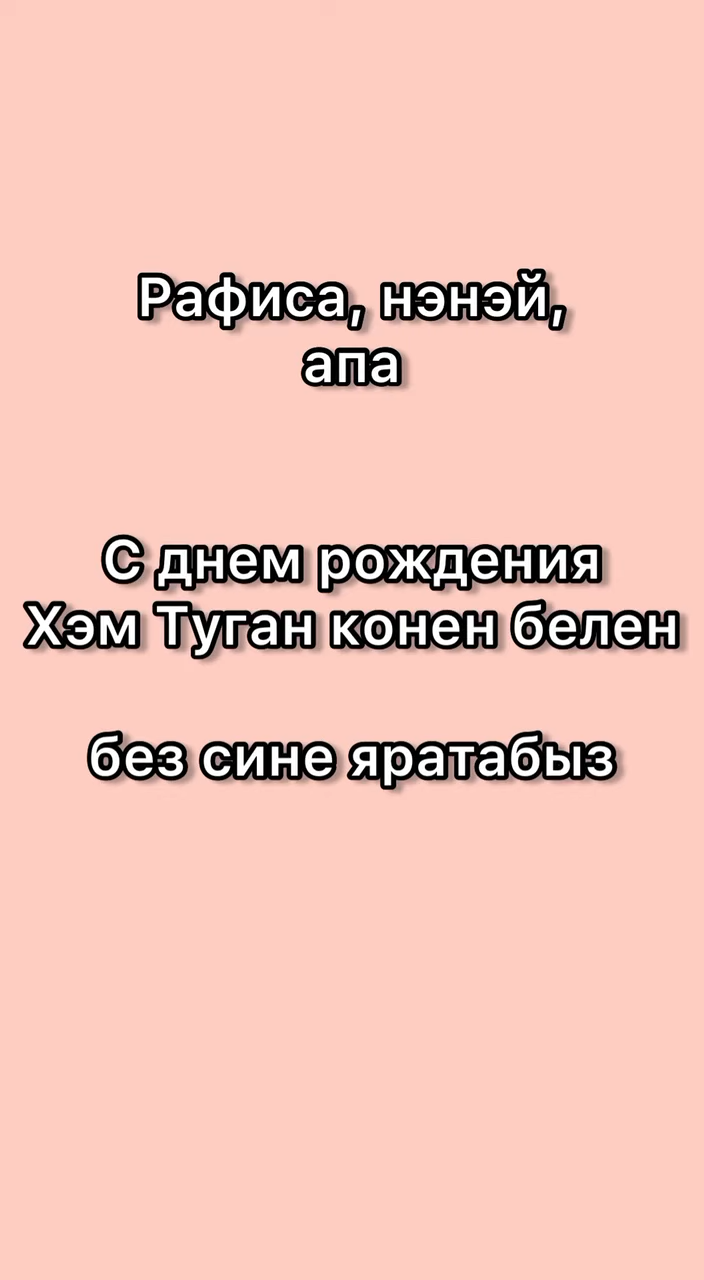 Рафиса, нэнэй,
апа
С днем рождения
Хэм Туган конен белен
без сине яратабыз